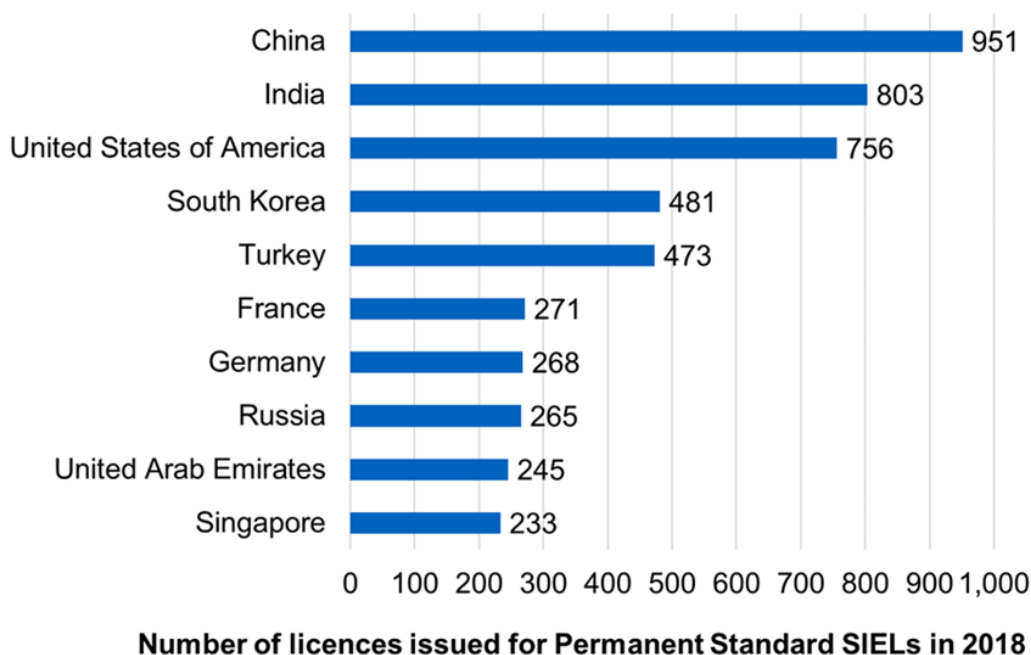 China 951
India 803
United States of America 756
South Korea 481
Turkey 473
France 271
Germany 268
Russia 265
United Arab Emirates 245
Singapore 233
0 100 200 300 400 500 600 700 800 900 1,000
Number of licences issued for Permanent Standard SIELs in 2018